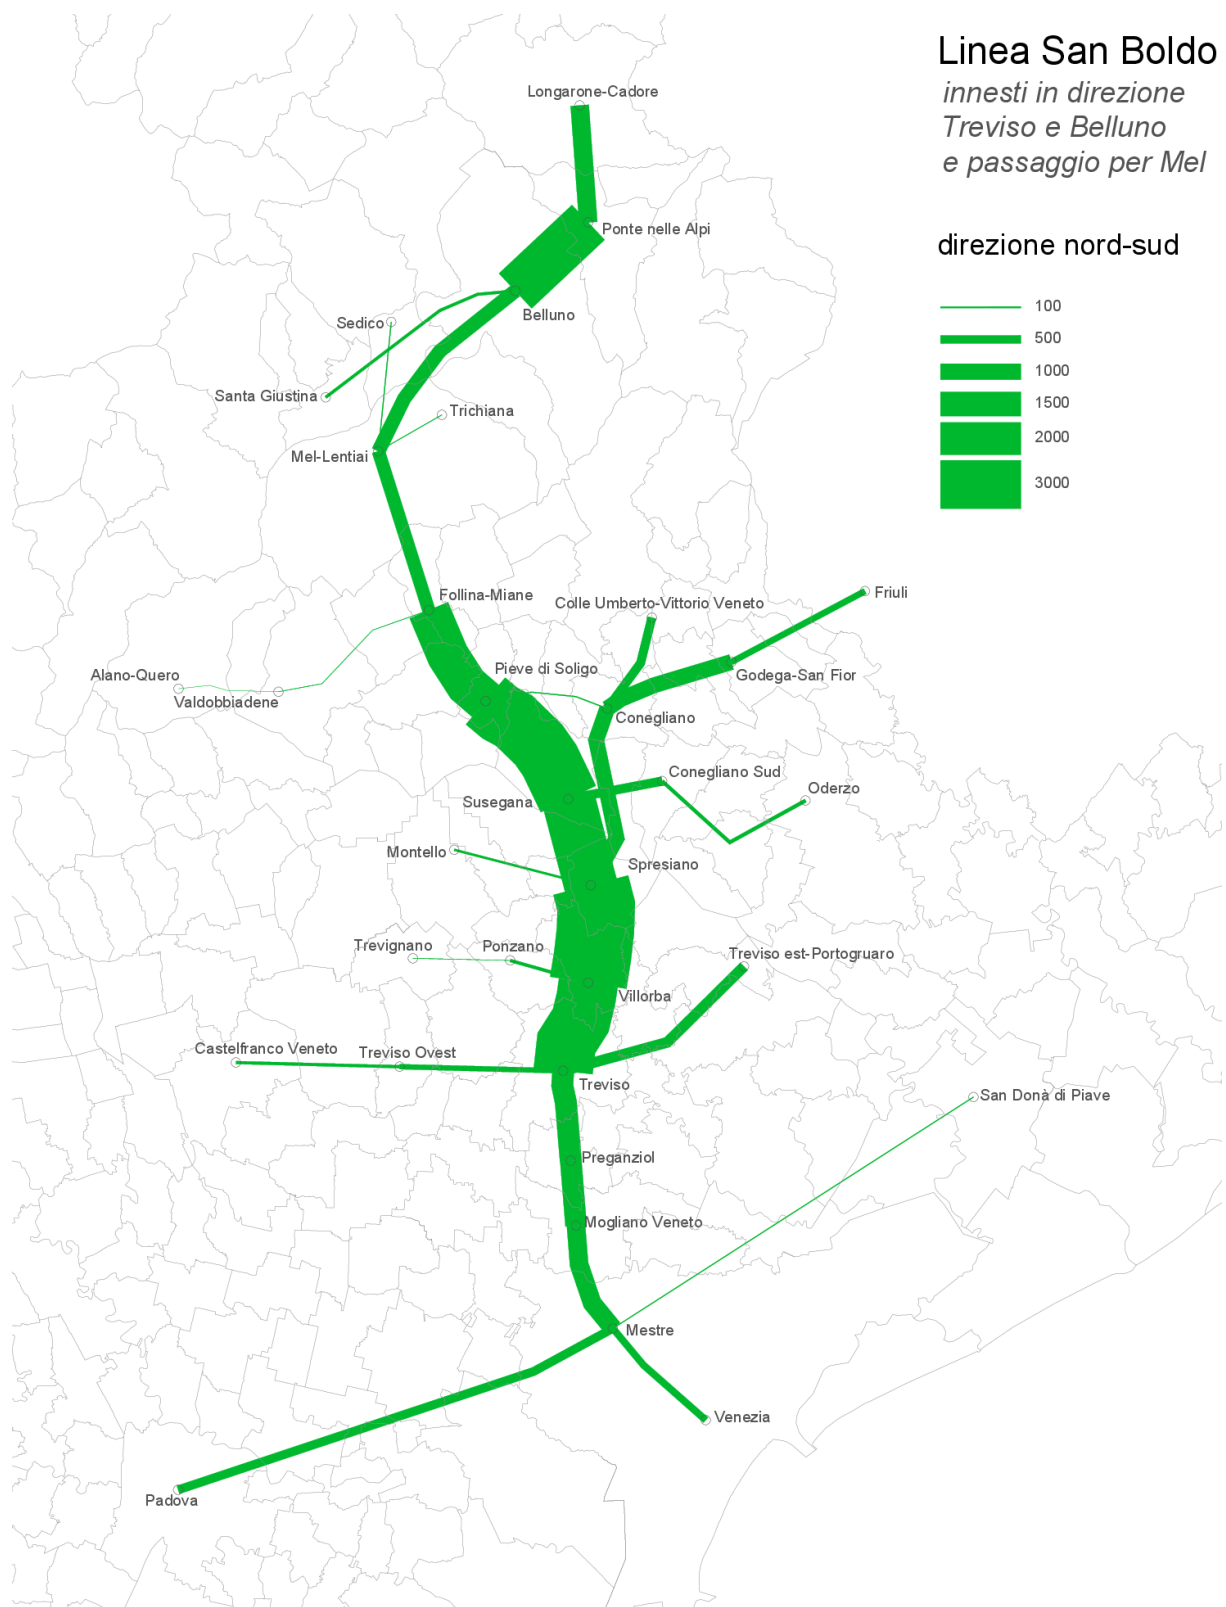 Linea San Boldo
innesti in direzione
Treviso e Belluno
e passaggio per Mel
direzione nord-sud
100
500
1000
1500
2000
3000
Longarone-Cadore
Ponte nelle Alpi
Belluno
Sedico
Santa Giustina
Trichiana
Mel-Lentiai
Follina-Miane
Colle Umberto-Vittorio Veneto
Friuli
Pieve di Soligo
Alano-Quero
Godega-San Fior
Valdobbiadene
Conegliano
Conegliano Sud
Oderzo
Susegana
Montello
Spresiano
Trevignano
Ponzano
Treviso est-Portogruaro
Villorba
Castelfranco Veneto
Treviso Ovest
Treviso
San Donà di Piave
Preganziol
Mogliano Veneto
Mestre
Venezia
Padova